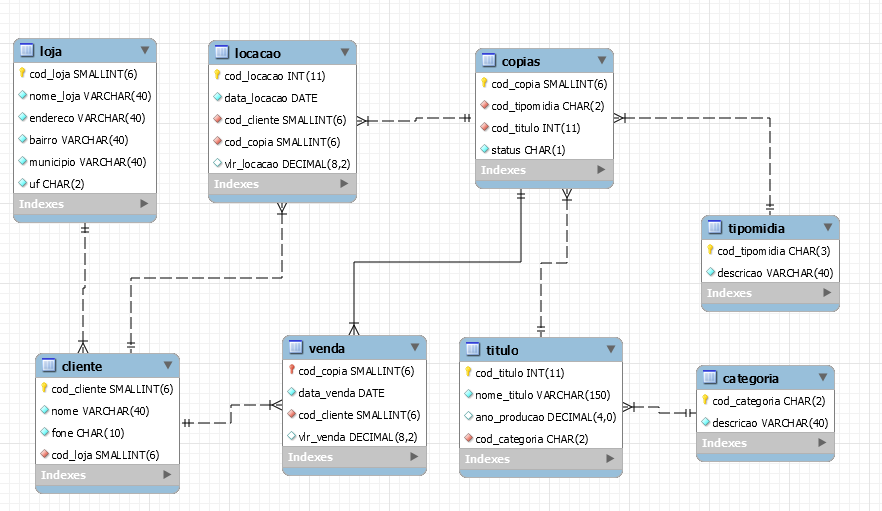 loja
cod_loja SMALLINT(6)
nome_loja VARCHAR(40)
endereco VARCHAR(40)
bairro VARCHAR(40)
municipio VARCHAR(40)
uf CHAR(2)
Indexes
locacao
cod_locacao INT(11)
data_locacao DATE
cod_cliente SMALLINT(6)
cod_copia SMALLINT(6)
vlr_locacao DECIMAL(8,2)
Indexes
copias
cod_copia SMALLINT(6)
cod_tipomidia CHAR(2)
cod_titulo INT(11)
status CHAR(1)
Indexes
tipomidia
cod_tipomidia CHAR(3)
descricao VARCHAR(40)
Indexes
cliente
cod_cliente SMALLINT(6)
nome VARCHAR(40)
fone CHAR(10)
cod_loja SMALLINT(6)
Indexes
venda
cod_copia SMALLINT(6)
data_venda DATE
cod_cliente SMALLINT(6)
vlr_venda DECIMAL(8,2)
Indexes
titulo
cod_titulo INT(11)
nome_titulo VARCHAR(150)
ano_producao DECIMAL(4,0)
cod_categoria CHAR(2)
Indexes
categoria
cod_categoria CHAR(2)
descricao VARCHAR(40)
Indexes